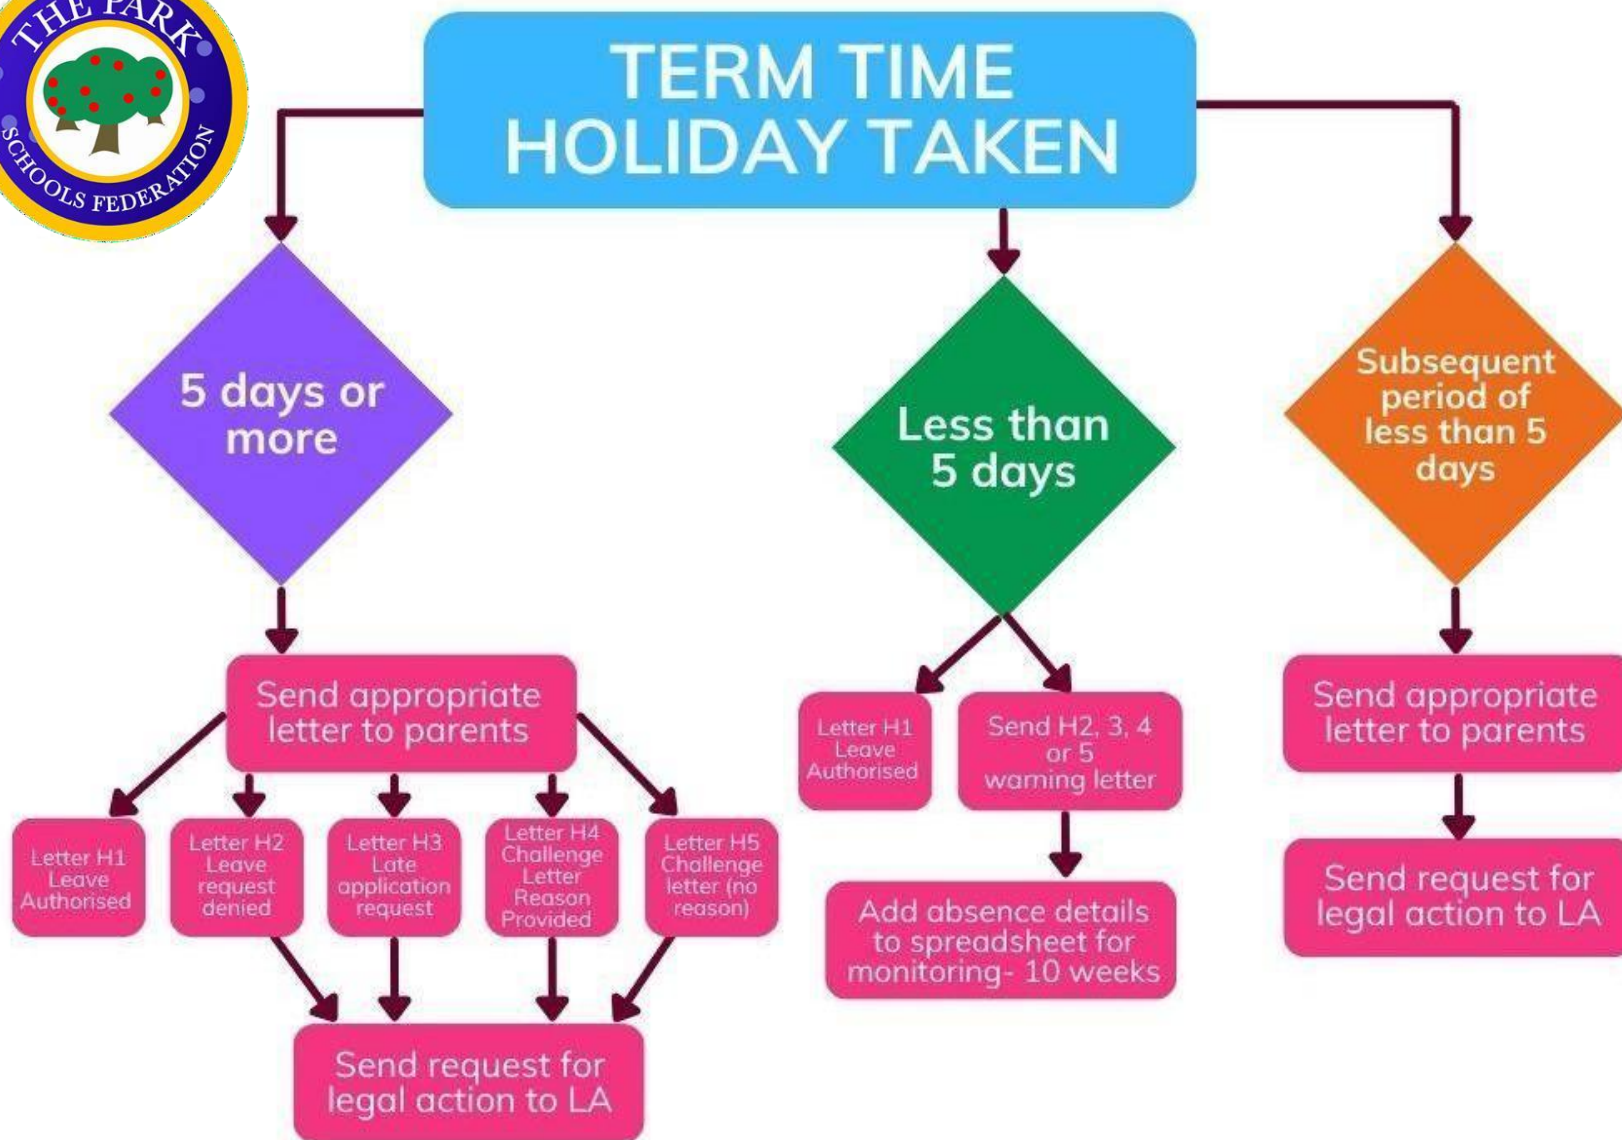 THE PARK
SCHOOLS FEDERATION
TERM TIME
HOLIDAY TAKEN
5 days or
more
Less than
5 days
Subsequent
period of
less than 5
days
Send appropriate
letter to parents
Letter H1
Leave
Authorised
Letter H2
Leave
request
denied
Letter H3
Late
application
request
Letter H4
Challenge
Letter
Reason
Provided
Letter H5
Challenge
letter (no
reason)
Send request for
legal action to LA
Letter H1
Leave
Authorised
Send H2, 3, 4
or 5
warning letter
Add absence details
to spreadsheet for
monitoring- 10 weeks
Send appropriate
letter to parents
Send request for
legal action to LA